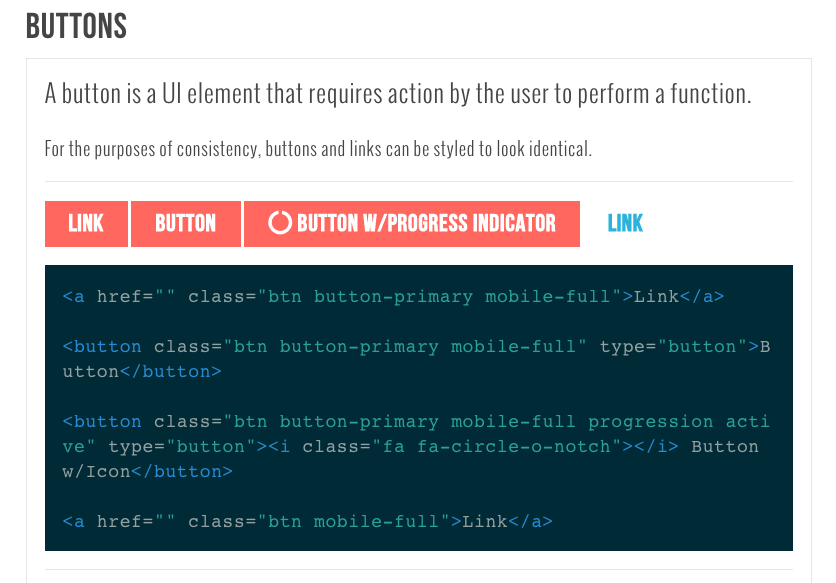 BUTTONS
A button is a UI element that requires action by the user to perform a function.
For the purposes of consistency, buttons and links can be styled to look identical.
LINK BUTTON BUTTON W/PROGRESS INDICATOR LINK
<a href="" class="btn button-primary mobile-full">Link</a>
<button class="btn button-primary mobile-full" type="button">B
utton</button>
<button class="btn button-primary mobile-full progression acti
ve" type="button"><i class="fa fa-circle-o-notch"></i> Button
w/Icon</button>
<a href="" class="btn mobile-full">Link</a>